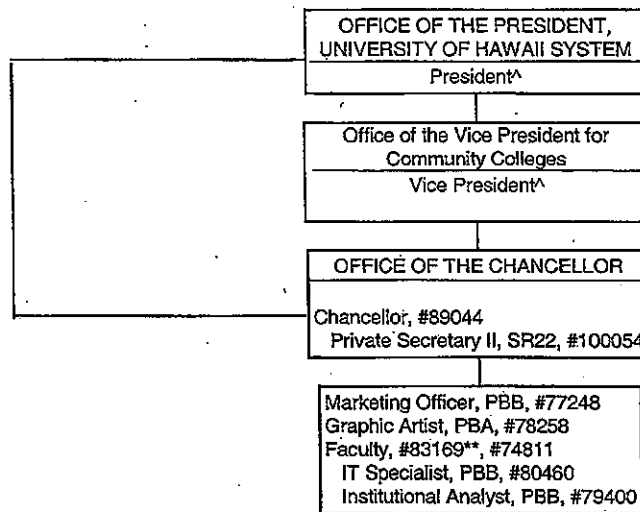 OFFICE OF THE PRESIDENT,
UNIVERSITY OF HAWAII SYSTEM
President^
Office of the Vice President for
Community Colleges
Vice President^
OFFICE OF THE CHANCELLOR
Chancellor, #89044
Private Secretary II, SR22, #100054
Marketing Officer, PBB, #77248
Graphic Artist, PBA, #78258
Faculty, #83169**, #74811
IT Specialist, PBB, #80460
Institutional Analyst, PBB, #79400